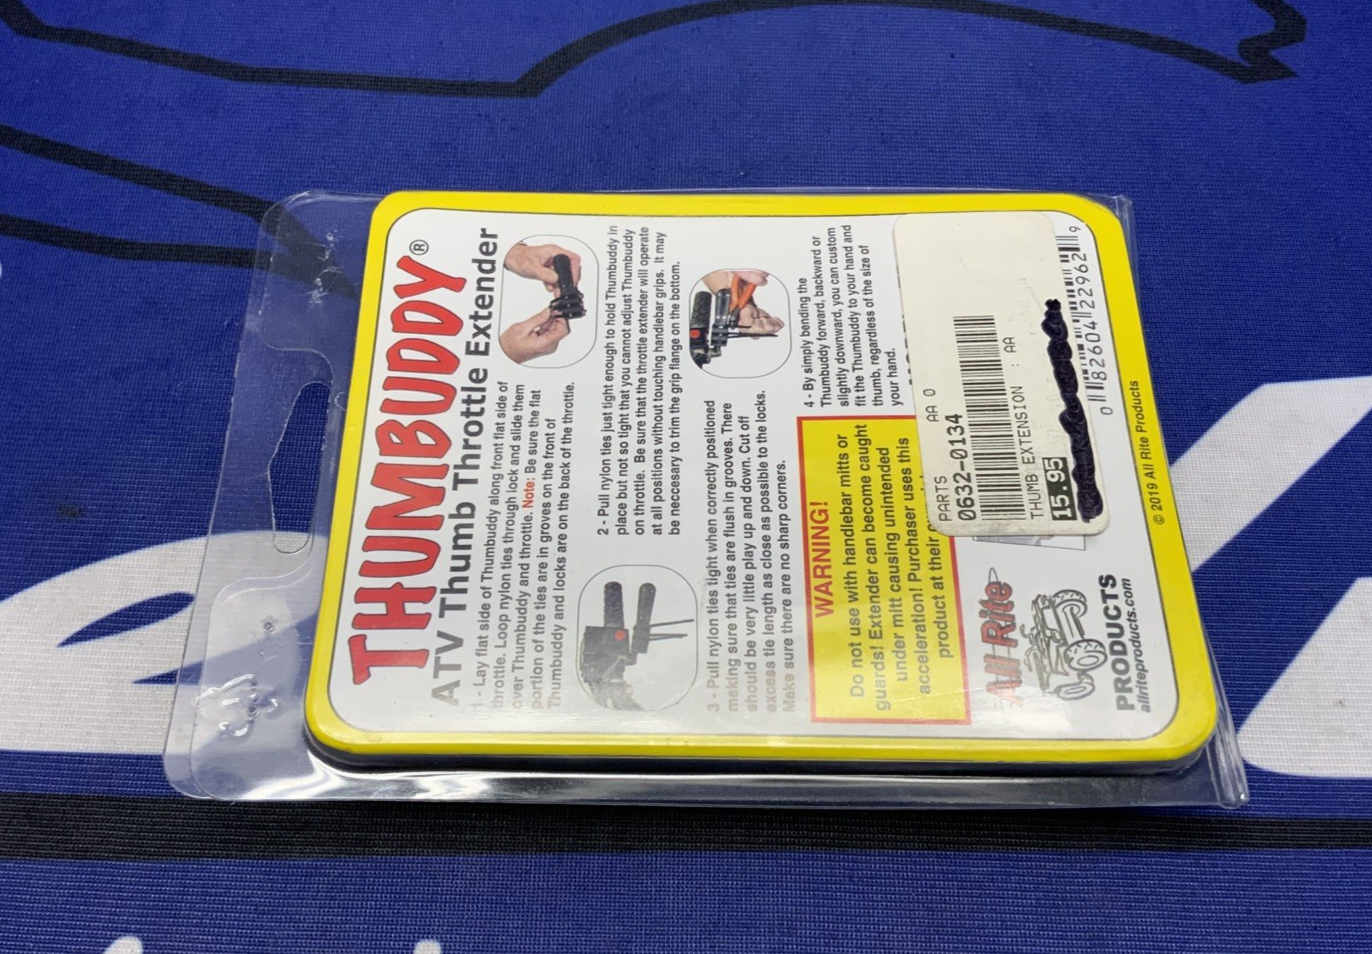 THUMBUDDY®
ATV Thumb Throttle Extender
1 - Lay flat side of Thumbuddy along front flat side of
throttle. Loop nylon ties through lock and slide them
over Thumbuddy and throttle. Note: Be sure the flat
portion of the ties are in groves on the front of
Thumbuddy and locks are on the back of the throttle.
2 - Pull nylon ties just tight enough to hold Thumbuddy in
place but not so tight that you cannot adjust Thumbuddy
on throttle. Be sure that the throttle extender will operate
at all positions without touching handlebar grips. It may
be neccessary to trim the grip flange on the bottom.
3 - Pull nylon ties tight when correctly positioned
making sure that ties are flush in grooves. There
should be very little play up and down. Cut off
excess tie length as close as possible to the locks.
Make sure there are no sharp corners.
4 - By simply bending the
Thumbuddy forward, backward or
slightly downward, you can custom
fit the Thumbuddy to your hand and
thumb, regardless of the size of
your hand.
WARNING!
Do not use with handlebar mitts or
guards! Extender can become caught
under mitt causing unintended
acceleration! Purchaser uses this
product at their
All Rite
PRODUCTS
allriteproducts.com
PARTS AA 0
0632-0134
THUMB EXTENSION : AA
15.95
0 82604 22962 9
© 2019 All Rite Products